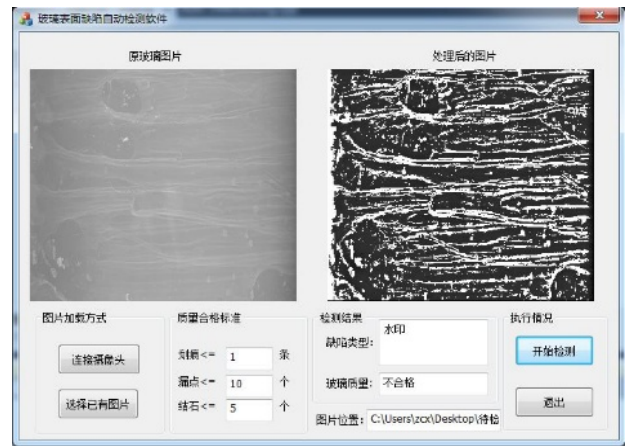 玻璃表面缺陷自动检测软件
原玻璃图片
处理后的图片
图片加载方式
连接摄像头
选择已有图片
质量合格标准
划痕<= 1 条
漏点<= 10 个
结石<= 5 个
检测结果
缺陷类型: 水印
玻璃质量: 不合格
图片位置: C:\Users\zcx\Desktop\待检
执行情况
开始检测
退出